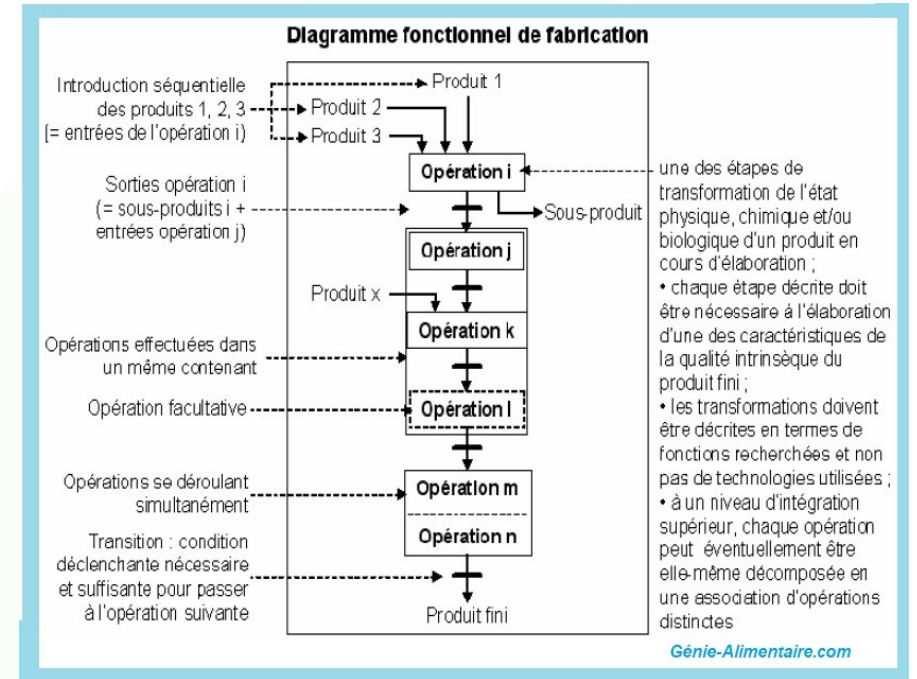 Diagramme fonctionnel de fabrication
Introduction séquentielle
des produits 1, 2, 3
(= entrées de l'opération i)
Produit 1
Produit 2
Produit 3
Opération i
Sorties opération i
(= sous-produits i +
entrées opération j)
Sous-produit
Opération j
Produit x
Opération k
Opérations effectuées dans
un même contenant
Opération facultative
Opération l
Opérations se déroulant
simultanément
Opération m
Opération n
Transition : condition
déclenchante nécessaire
et suffisante pour passer
à l'opération suivante
Produit fini
une des étapes de
transformation de l'état
physique, chimique et/ou
biologique d'un produit en
cours d'élaboration ;
• chaque étape décrite doit
être nécessaire à l'élaboration
d'une des caractéristiques de
la qualité intrinsèque du
produit fini ;
• les transformations doivent
être décrites en termes de
fonctions recherchées et non
pas de technologies utilisées ;
• à un niveau d'intégration
supérieur, chaque opération
peut éventuellement être
elle-même décomposée en
une association d'opérations
distinctes
Génie-Alimentaire.com